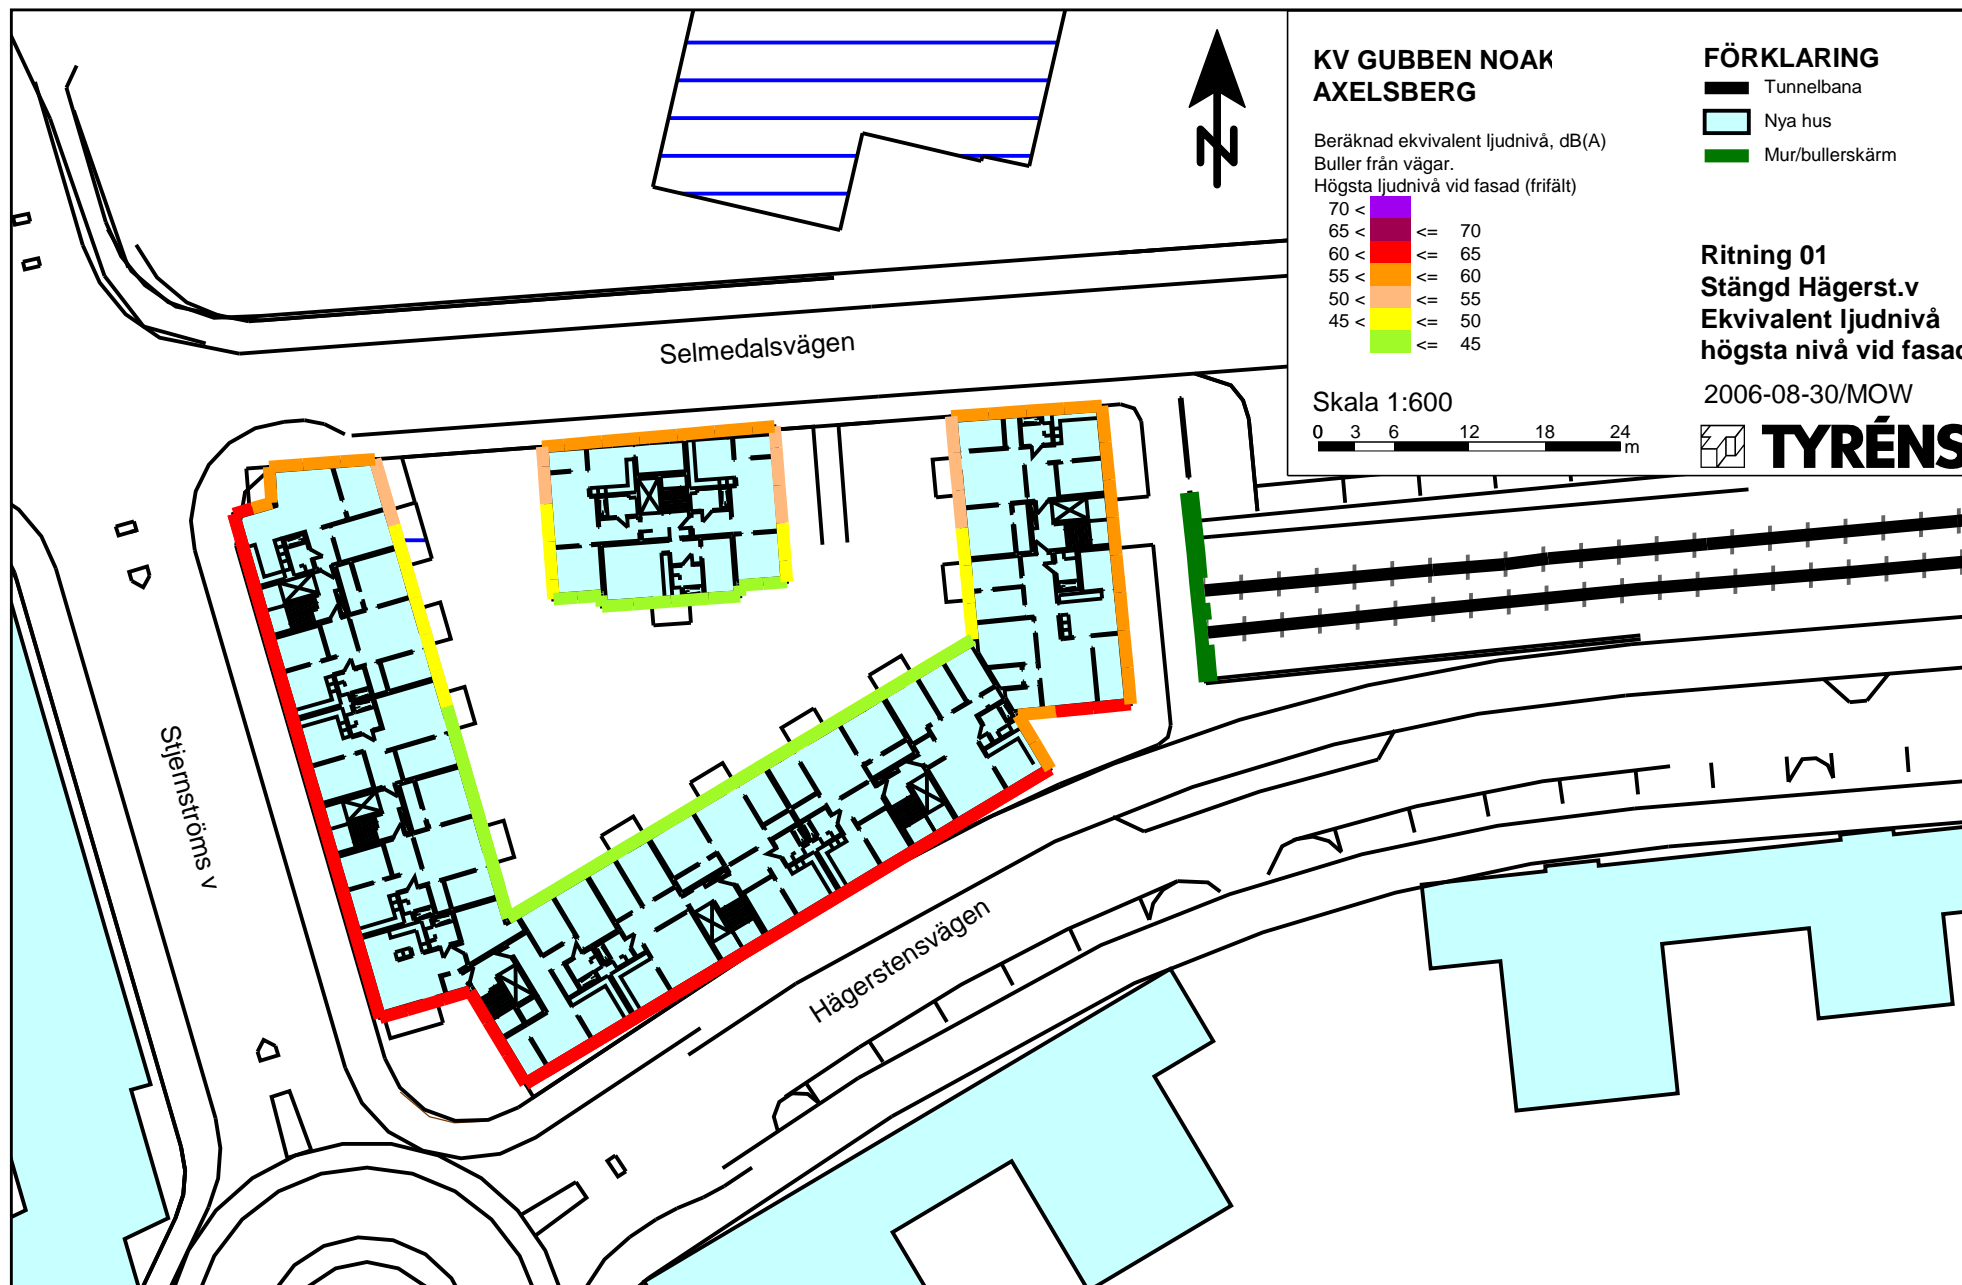 KV GUBBEN NOAK
AXELSBERG
Beräknad ekvivalent ljudnivå, dB(A)
Buller från vägar.
Högsta ljudnivå vid fasad (frifält)
70 <
65 < <= 70
60 < <= 65
55 < <= 60
50 < <= 55
45 < <= 50
<= 45
Skala 1:600
0 3 6 12 18 24
m
FÖRKLARING
Tunnelbana
Nya hus
Mur/bullerskärm
Ritning 01
Stängd Hägerst.v
Ekvivalent ljudnivå
högsta nivå vid fasad
2006-08-30/MOW
TYRÉNS
N
Selmedalsvägen
Stjernströms v
Hägerstensvägen